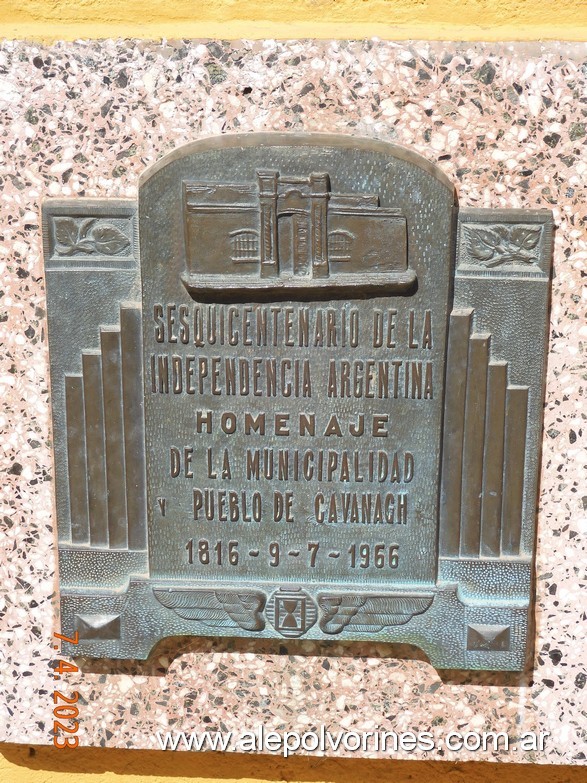 SESQUICENTENARIO DE LA
INDEPENDENCIA ARGENTINA
HOMENAJE
DE LA MUNICIPALIDAD
Y PUEBLO DE CAVANAGH
1816-9-7-1966
7.4.2023
www.alepolvorines.com.ar